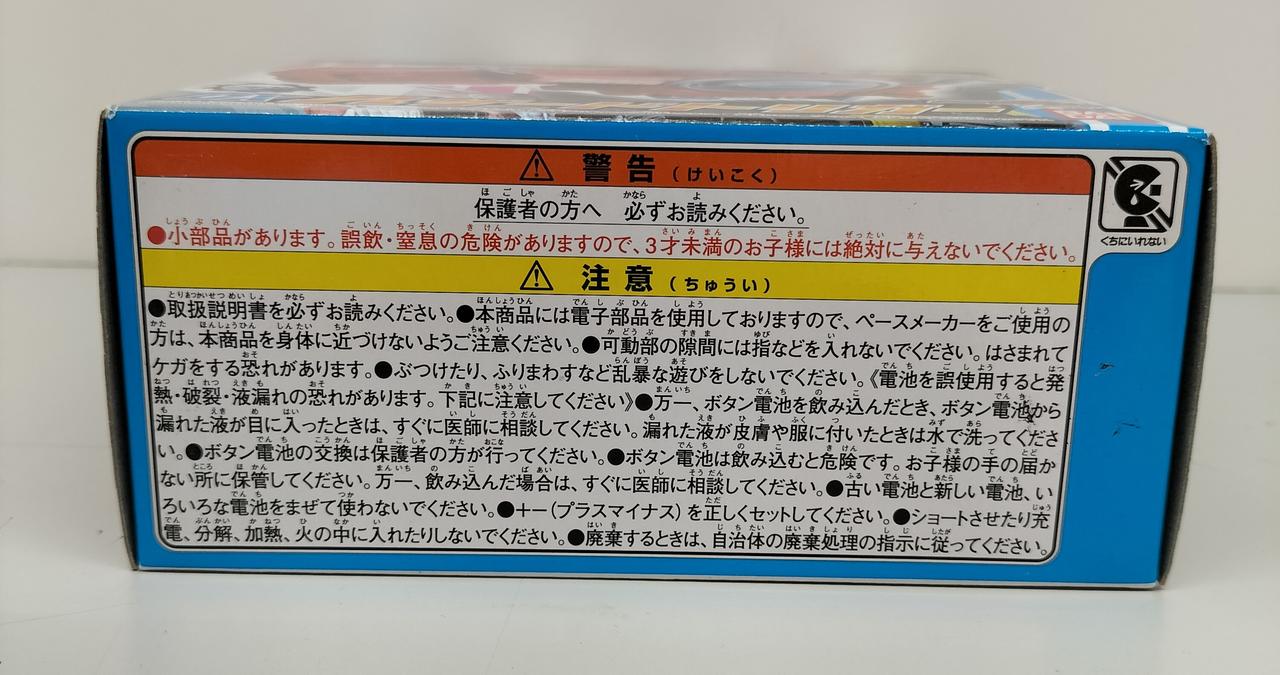 警告(けいこく)
保護者の方へ 必ずお読みください。
●小部品があります。誤飲・窒息の危険がありますので、3才未満のお子様には絶対に与えないでください。
くちにいれない
注意(ちゅうい)
●取扱説明書を必ずお読みください。●本商品には電子部品を使用しておりますので、ペースメーカーをご使用の
方は、本商品を身体に近づけないようご注意ください。●可動部の隙間には指などを入れないでください。はさまれて
ケガをする恐れがあります。●ぶつけたり、ふりまわすなど乱暴な遊びをしないでください。《電池を誤使用すると発
熱・破裂・液漏れの恐れがあります。下記に注意してください》●万一、ボタン電池を飲み込んだとき、ボタン電池から
漏れた液が目に入ったときは、すぐに医師に相談してください。漏れた液が皮膚や服に付いたときは水で洗ってくださ
い。●ボタン電池の交換は保護者の方が行ってください。●ボタン電池は飲み込むと危険です。お子様の手の届か
ない所に保管してください。万一、飲み込んだ場合は、すぐに医師に相談してください。●古い電池と新しい電池、い
ろいろな電池をまぜて使わないでください。●+−(プラスマイナス)を正しくセットしてください。●ショートさせたり充
電、分解、加熱、火の中に入れたりしないでください。●廃棄するときは、自治体の廃棄処理の指示に従ってください。